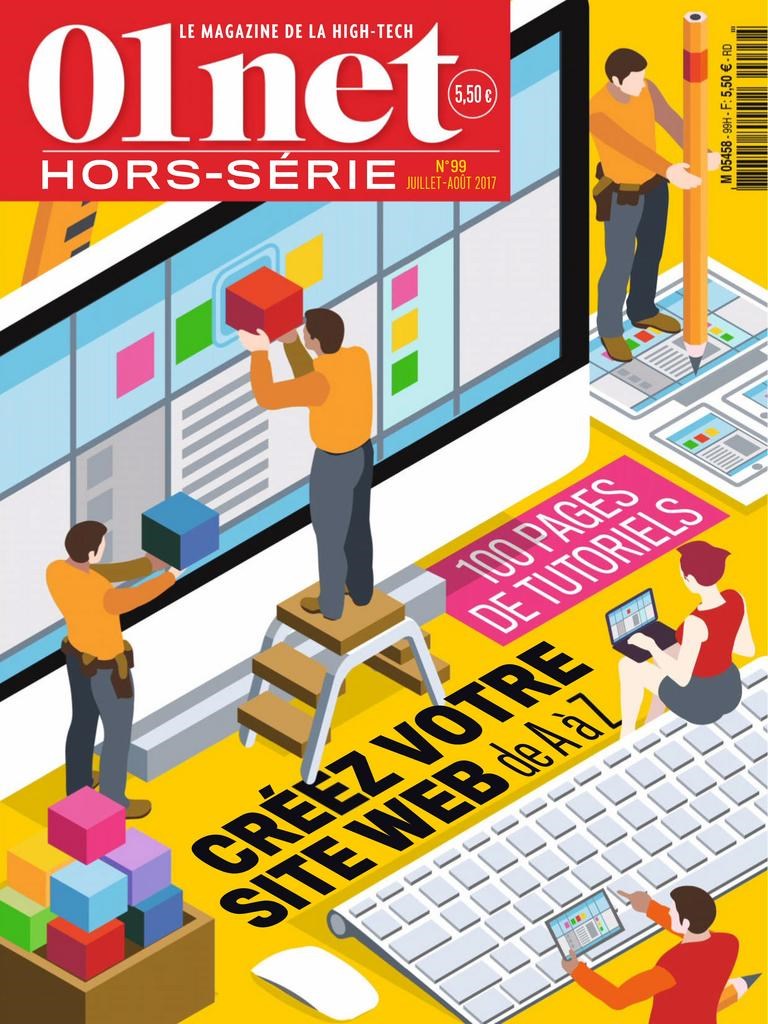 LE MAGAZINE DE LA HIGH-TECH
01net
5,50 €
HORS-SÉRIE
N°99
JUILLET-AOÛT 2017
M 05458 - 99H - F: 5,50 € - RD
100 PAGES
DE TUTORIELS
CRÉEZ VOTRE
SITE WEB de A à Z